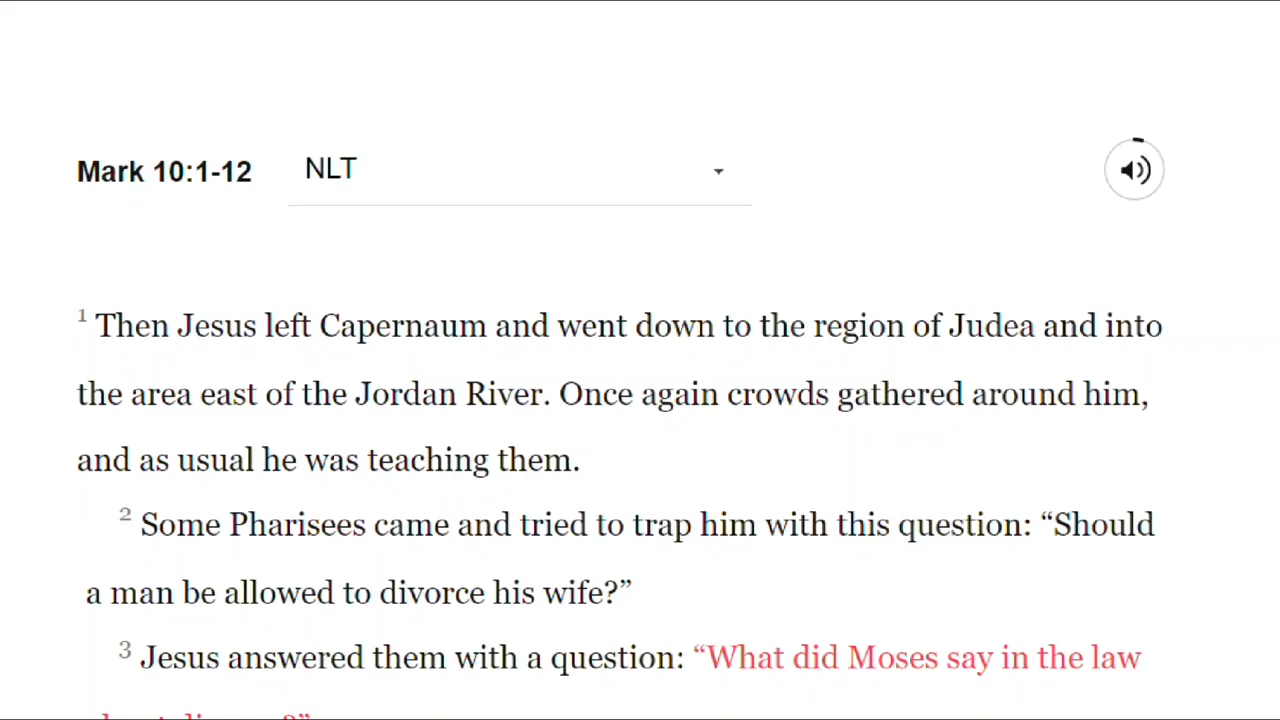 Mark 10:1-12 NLT
1 Then Jesus left Capernaum and went down to the region of Judea and into
the area east of the Jordan River. Once again crowds gathered around him,
and as usual he was teaching them.
2 Some Pharisees came and tried to trap him with this question: “Should
a man be allowed to divorce his wife?”
3 Jesus answered them with a question: “What did Moses say in the law